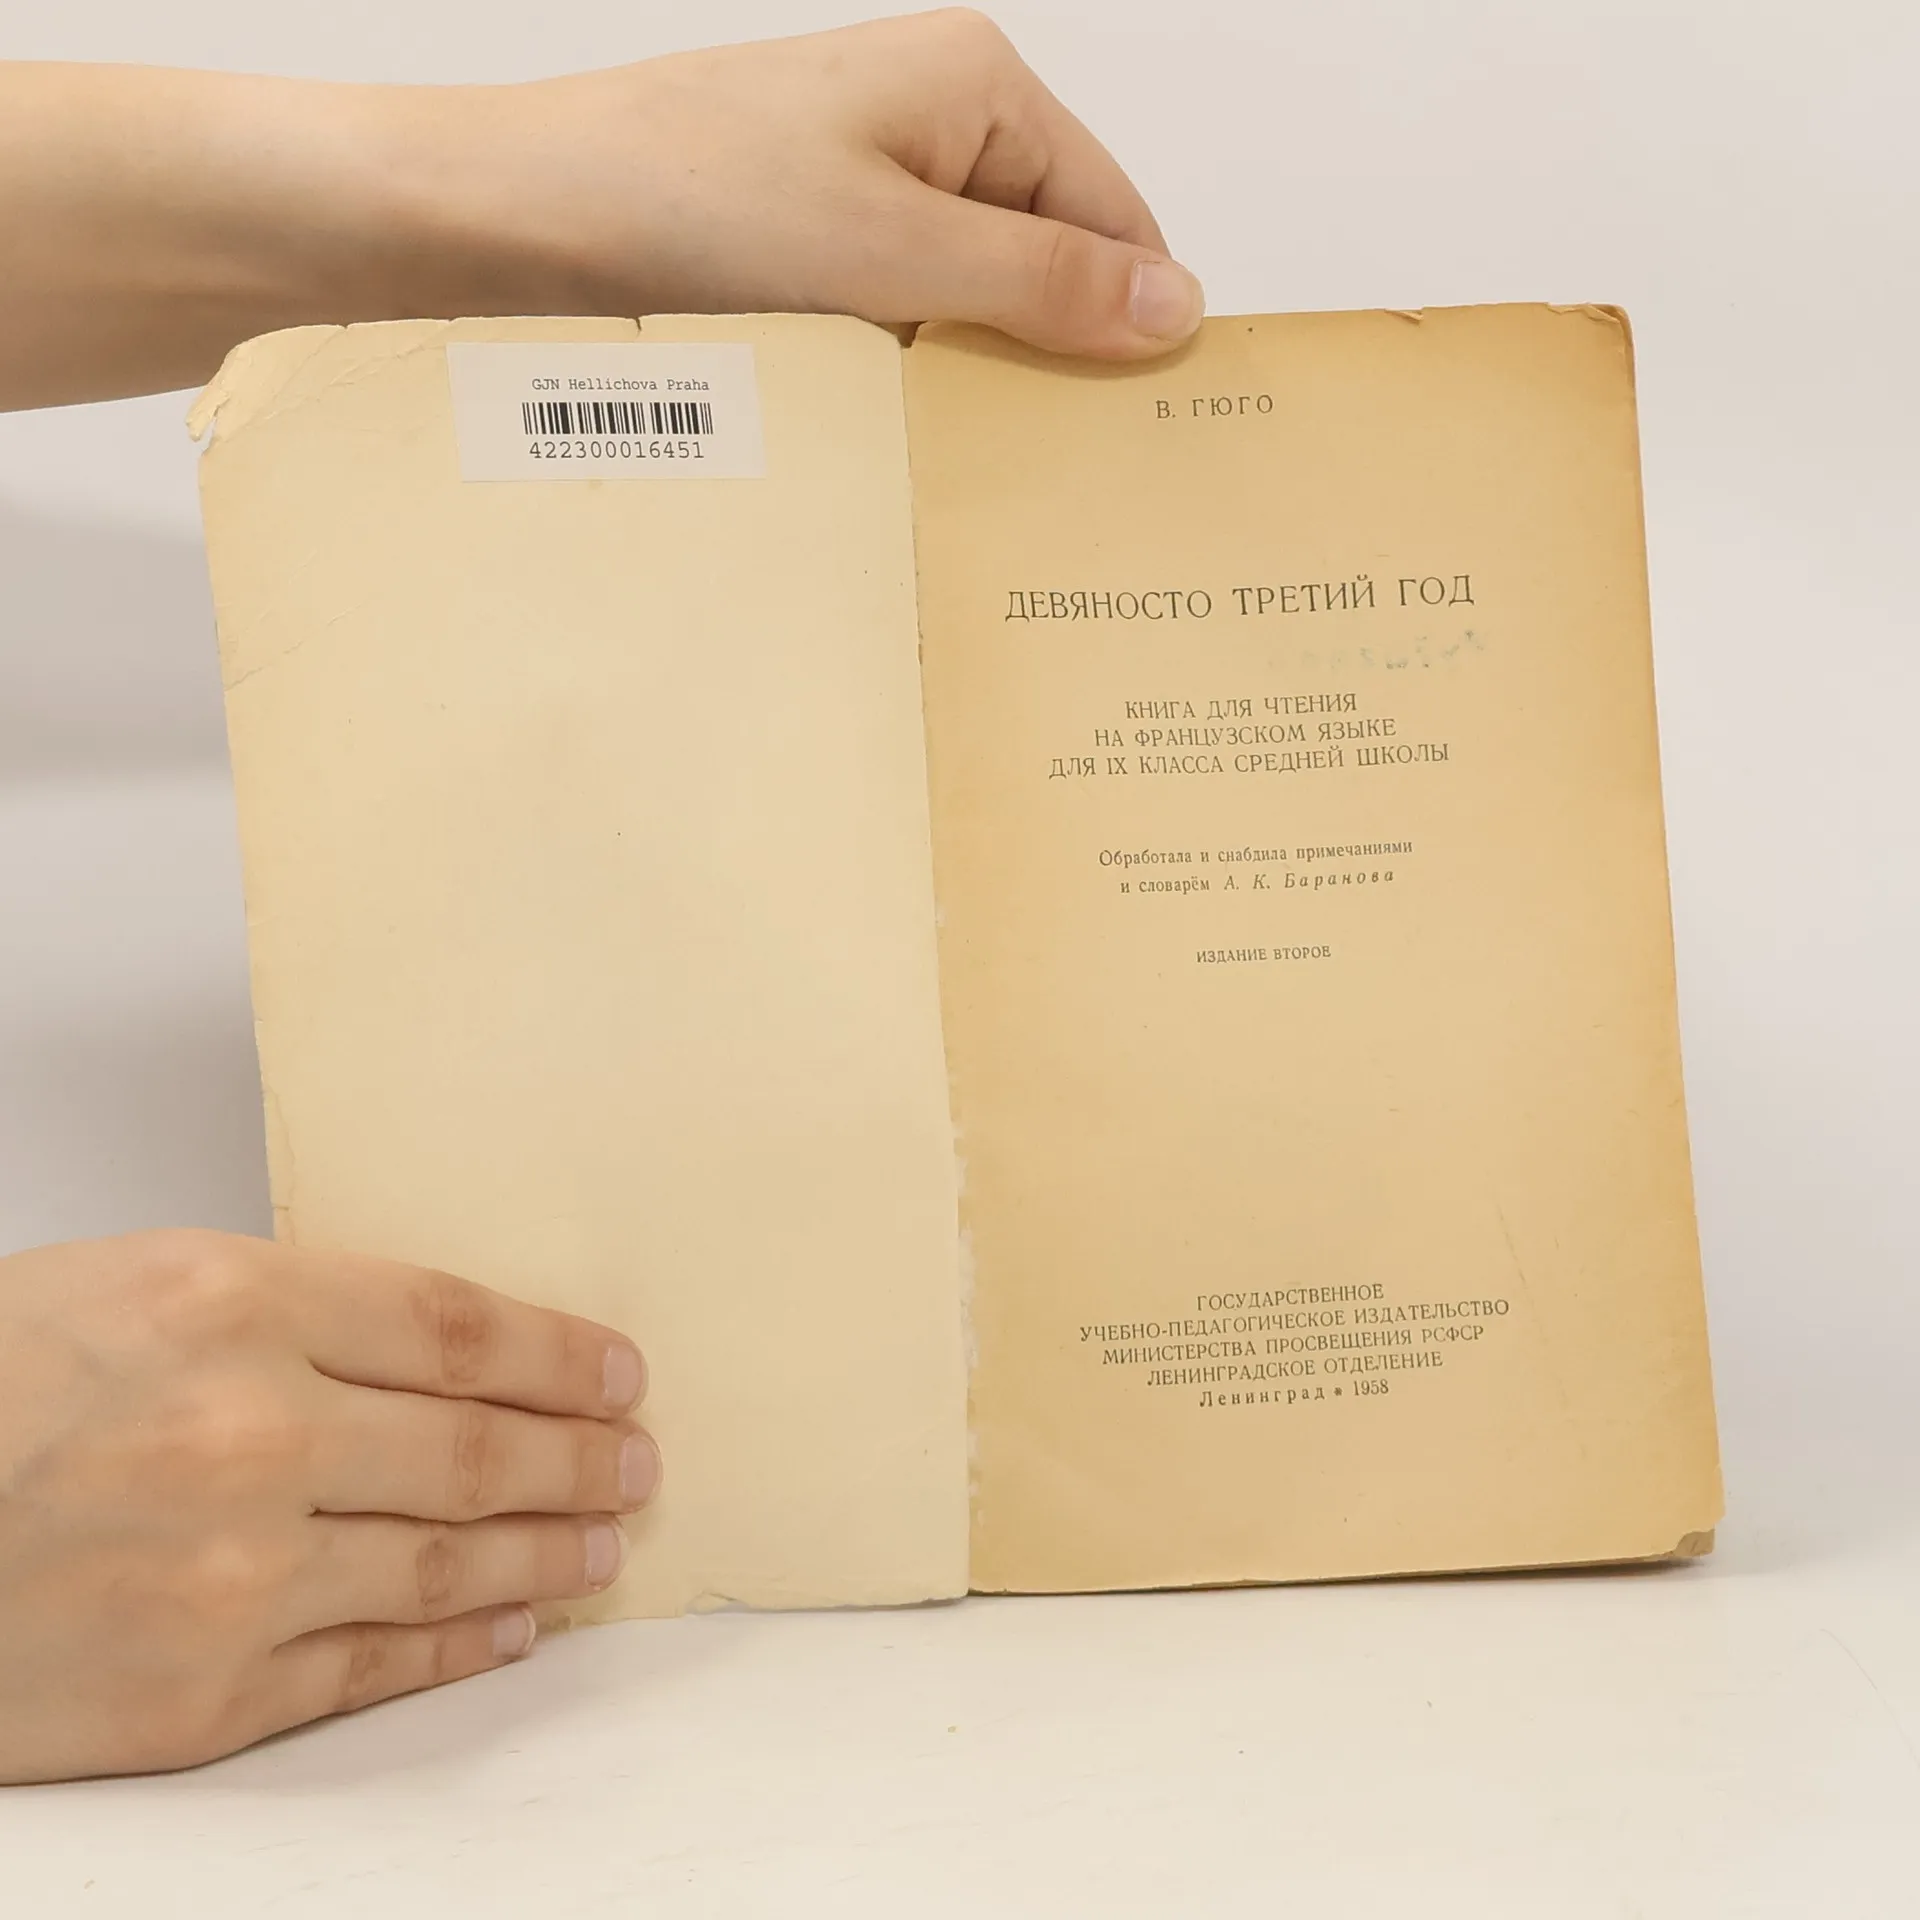 GJN Hellichova Praha
422300016451
В. ГЮГО
ДЕВЯНОСТО ТРЕТИЙ ГОД
КНИГА ДЛЯ ЧТЕНИЯ
НА ФРАНЦУЗСКОМ ЯЗЫКЕ
ДЛЯ IX КЛАССА СРЕДНЕЙ ШКОЛЫ
Обработала и снабдила примечаниями
и словарём А. К. Баранова
ИЗДАНИЕ ВТОРОЕ
ГОСУДАРСТВЕННОЕ
УЧЕБНО-ПЕДАГОГИЧЕСКОЕ ИЗДАТЕЛЬСТВО
МИНИСТЕРСТВА ПРОСВЕЩЕНИЯ РСФСР
ЛЕНИНГРАДСКОЕ ОТДЕЛЕНИЕ
Ленинград * 1958